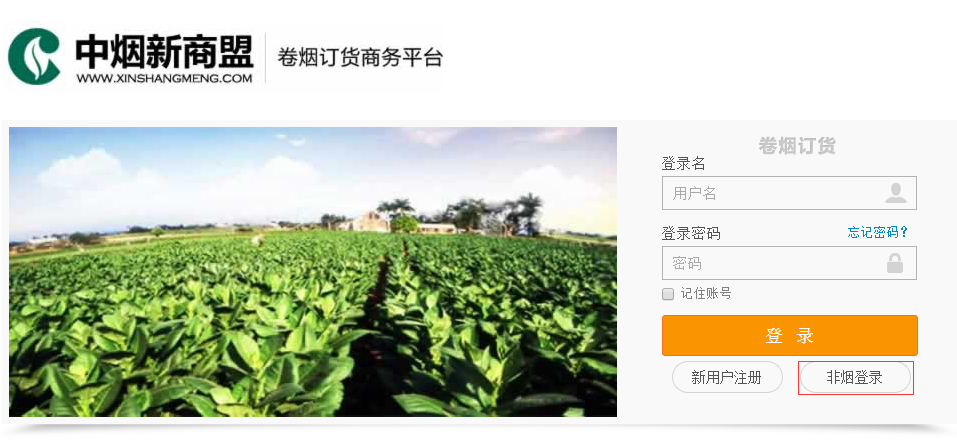 中烟新商盟
WWW.XINSHANGMENG.COM
卷烟订货商务平台
卷烟订货
登录名
用户名
登录密码
忘记密码?
密码
记住账号
登 录
新用户注册
非烟登录